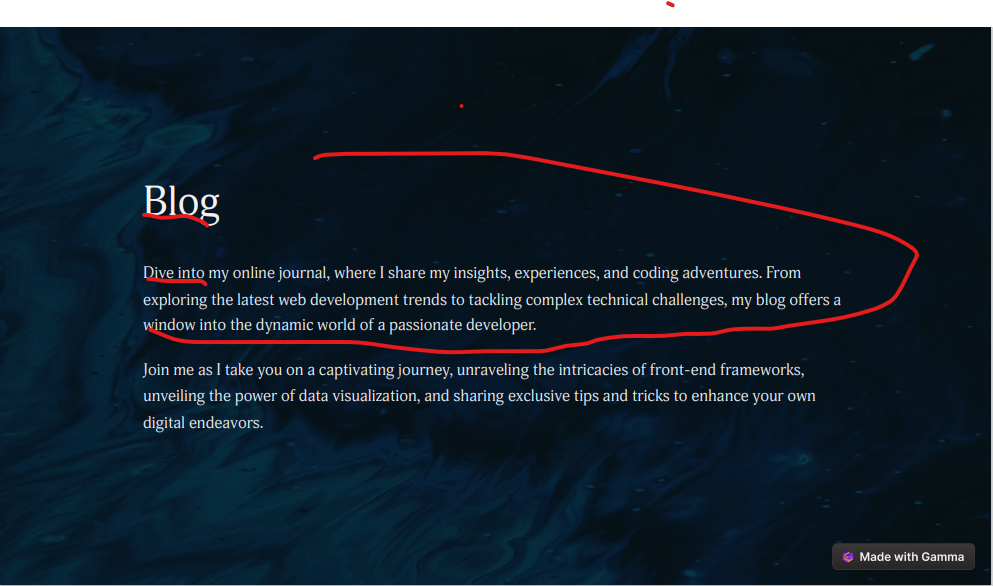 Blog
Dive into my online journal, where I share my insights, experiences, and coding adventures. From
exploring the latest web development trends to tackling complex technical challenges, my blog offers a
window into the dynamic world of a passionate developer.
Join me as I take you on a captivating journey, unraveling the intricacies of front-end frameworks,
unveiling the power of data visualization, and sharing exclusive tips and tricks to enhance your own
digital endeavors.
Made with Gamma